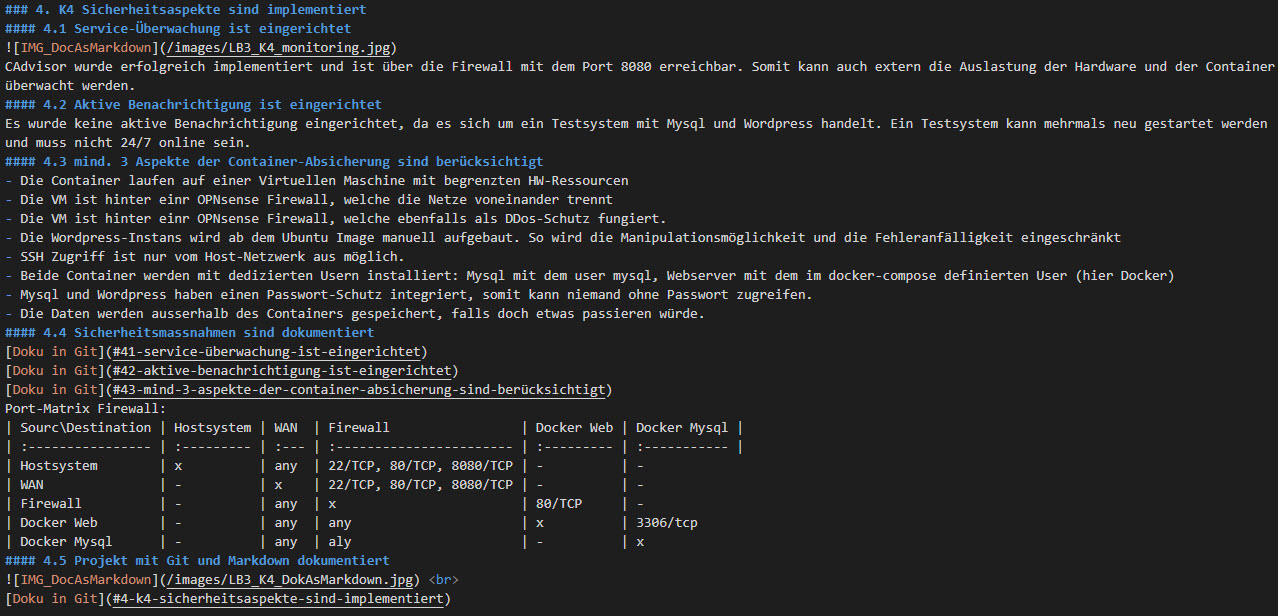 ### 4. K4 Sicherheitsaspekte sind implementiert
#### 4.1 Service-Überwachung ist eingerichtet
![IMG_DocAsMarkdown](/images/LB3_K4_monitoring.jpg)
CAdvisor wurde erfolgreich implementiert und ist über die Firewall mit dem Port 8080 erreichbar. Somit kann auch extern die Auslastung der Hardware und der Container
überwacht werden.
#### 4.2 Aktive Benachrichtigung ist eingerichtet
Es wurde keine aktive Benachrichtigung eingerichtet, da es sich um ein Testsystem mit Mysql und Wordpress handelt. Ein Testsystem kann mehrmals neu gestartet werden
und muss nicht 24/7 online sein.
#### 4.3 mind. 3 Aspekte der Container-Absicherung sind berücksichtigt
- Die Container laufen auf einer Virtuellen Maschine mit begrenzten HW-Ressourcen
- Die VM ist hinter einr OPNsense Firewall, welche die Netze voneinander trennt
- Die VM ist hinter einr OPNsense Firewall, welche ebenfalls als DDos-Schutz fungiert.
- Die Wordpress-Instans wird ab dem Ubuntu Image manuell aufgebaut. So wird die Manipulationsmöglichkeit und die Fehleranfälligkeit eingeschränkt
- SSH Zugriff ist nur vom Host-Netzwerk aus möglich.
- Beide Container werden mit dedizierten Usern installiert: Mysql mit dem user mysql, Webserver mit dem im docker-compose definierten User (hier Docker)
- Mysql und Wordpress haben einen Passwort-Schutz integriert, somit kann niemand ohne Passwort zugreifen.
- Die Daten werden ausserhalb des Containers gespeichert, falls doch etwas passieren würde.
#### 4.4 Sicherheitsmassnahmen sind dokumentiert
[Doku in Git](#41-service-überwachung-ist-eingerichtet)
[Doku in Git](#42-aktive-benachrichtigung-ist-eingerichtet)
[Doku in Git](#43-mind-3-aspekte-der-container-absicherung-sind-berücksichtigt)
Port-Matrix Firewall:
| Sourc\Destination | Hostsystem | WAN  | Firewall                 | Docker Web | Docker Mysql |
| :---------------- | :--------- | :--- | :----------------------- | :--------- | :----------- |
| Hostsystem        | x          | any  | 22/TCP, 80/TCP, 8080/TCP | -          | -
| WAN               | -          | x    | 22/TCP, 80/TCP, 8080/TCP | -          | -
| Firewall          | -          | any  | x                        | 80/TCP     | -
| Docker Web        | -          | any  | any                      | x          | 3306/tcp
| Docker Mysql      | -          | any  | aly                      | -          | x
#### 4.5 Projekt mit Git und Markdown dokumentiert
![IMG_DocAsMarkdown](/images/LB3_K4_DokAsMarkdown.jpg) <br>
[Doku in Git](#4-k4-sicherheitsaspekte-sind-implementiert)